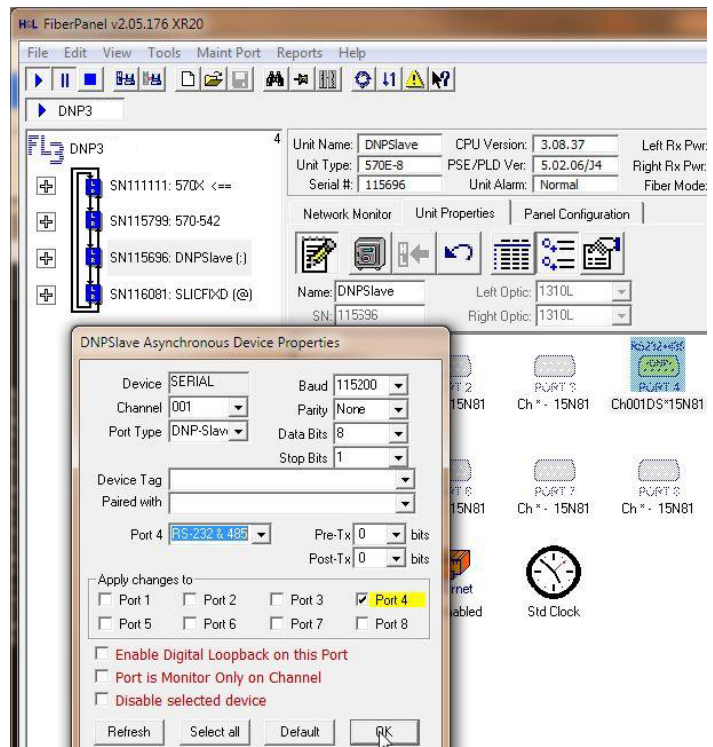 H&L FiberPanel v2.05.176 XR20
File Edit View Tools Maint Port Reports Help
DNP3
FL3 DNP3 4
SN111111: 570X <==
SN115799: 570-542
SN115696: DNPSlave (:)
SN116081: SLICFIXD (@)
Unit Name: DNPSlave CPU Version: 3.08.37 Left Rx Pwr:
Unit Type: 570E-8 PSE/PLD Ver: 5.02.06/J4 Right Rx Pwr:
Serial #: 115696 Unit Alarm: Normal Fiber Mode:
Network Monitor Unit Properties Panel Configuration
Name: DNPSlave Left Optic: 1310L
SN: 115696 Right Optic: 1310L
DNPSlave Asynchronous Device Properties
Device SERIAL Baud 115200
Channel 001 Parity None
Port Type DNP-Slav Data Bits 8
Stop Bits 1
Device Tag
Paired with
Port 4 RS-232 & 485 Pre-Tx 0 bits
Post-Tx 0 bits
Apply changes to
Port 1 Port 2 Port 3 Port 4
Port 5 Port 6 Port 7 Port 8
Enable Digital Loopback on this Port
Port is Monitor Only on Channel
Disable selected device
Refresh Select all Default OK
RS232+485
DNP
RT 2 PORT 3 PORT 4
15N81 Ch * - 15N81 Ch001DS*15N81
RT 6 PORT 7 PORT 8
15N81 Ch * - 15N81 Ch * - 15N81
rnet
abled Std Clock